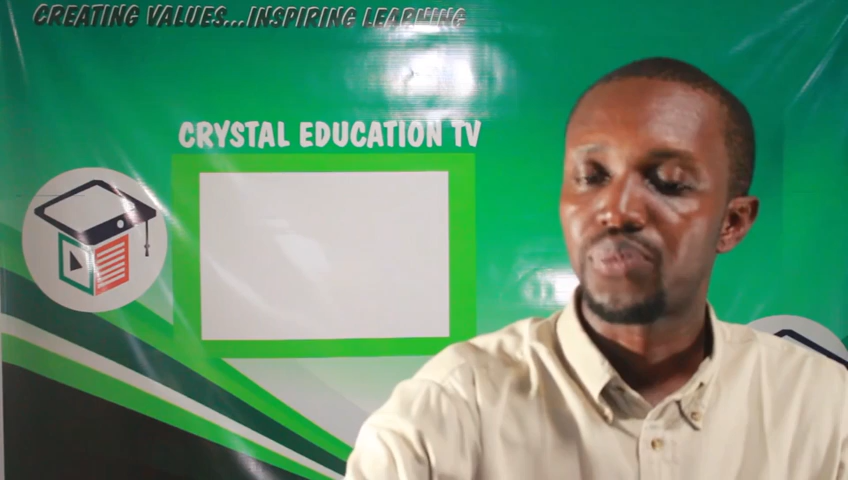 CREATING VALUES...INSPIRING LEARNING
CRYSTAL EDUCATION TV